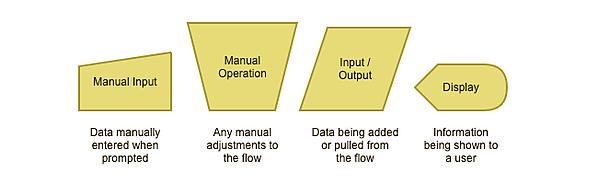 Manual Input
Manual
Operation
Input /
Output
Display
Data manually
entered when
prompted
Any manual
adjustments to
the flow
Data being added
or pulled from
the flow
Information
being shown to
a user